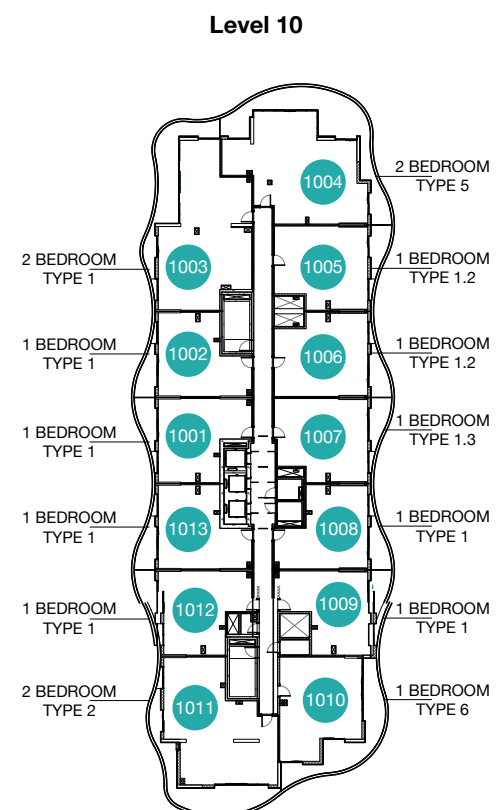 Level 10
1004
2 BEDROOM
TYPE 5
2 BEDROOM
TYPE 1
1003
1005
1 BEDROOM
TYPE 1.2
1 BEDROOM
TYPE 1
1002
1006
1 BEDROOM
TYPE 1.2
1 BEDROOM
TYPE 1
1001
1007
1 BEDROOM
TYPE 1.3
1 BEDROOM
TYPE 1
1013
1008
1 BEDROOM
TYPE 1
1 BEDROOM
TYPE 1
1012
1009
1 BEDROOM
TYPE 1
2 BEDROOM
TYPE 2
1011
1010
1 BEDROOM
TYPE 6